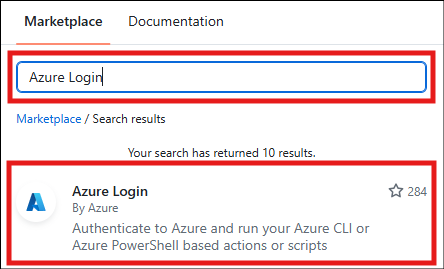 Marketplace Documentation
Azure Login
Marketplace / Search results
Your search has returned 10 results.
Azure Login 284
By Azure
Authenticate to Azure and run your Azure CLI or
Azure PowerShell based actions or scripts